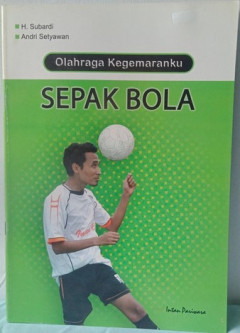 H. Subardi
Andri Setyawan
Olahraga Kegemaranku
SEPAK BOLA
Intan Pariwara